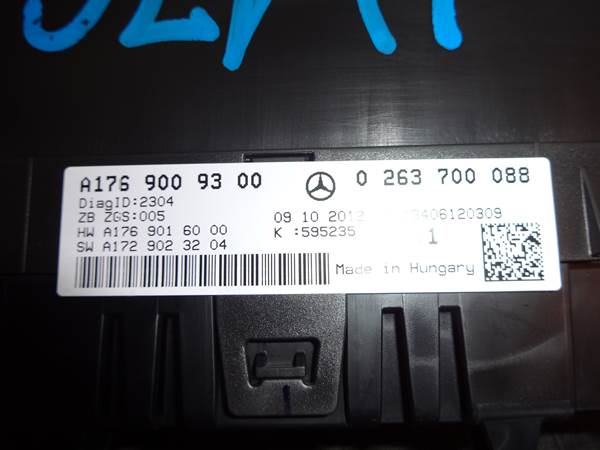 A176 900 93 00 0 263 700 088
DiagID:2304
ZB ZGS:005 09 10 2012 3406120309
HW A176 901 60 00 K :595235 1
SW A172 902 32 04
Made in Hungary